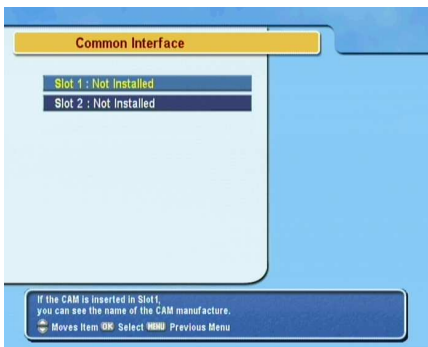 Common Interface
Slot 1 : Not Installed
Slot 2 : Not Installed
If the CAM is inserted in Slot1,
you can see the name of the CAM manufacture.
Moves Item OK Select MENU Previous Menu